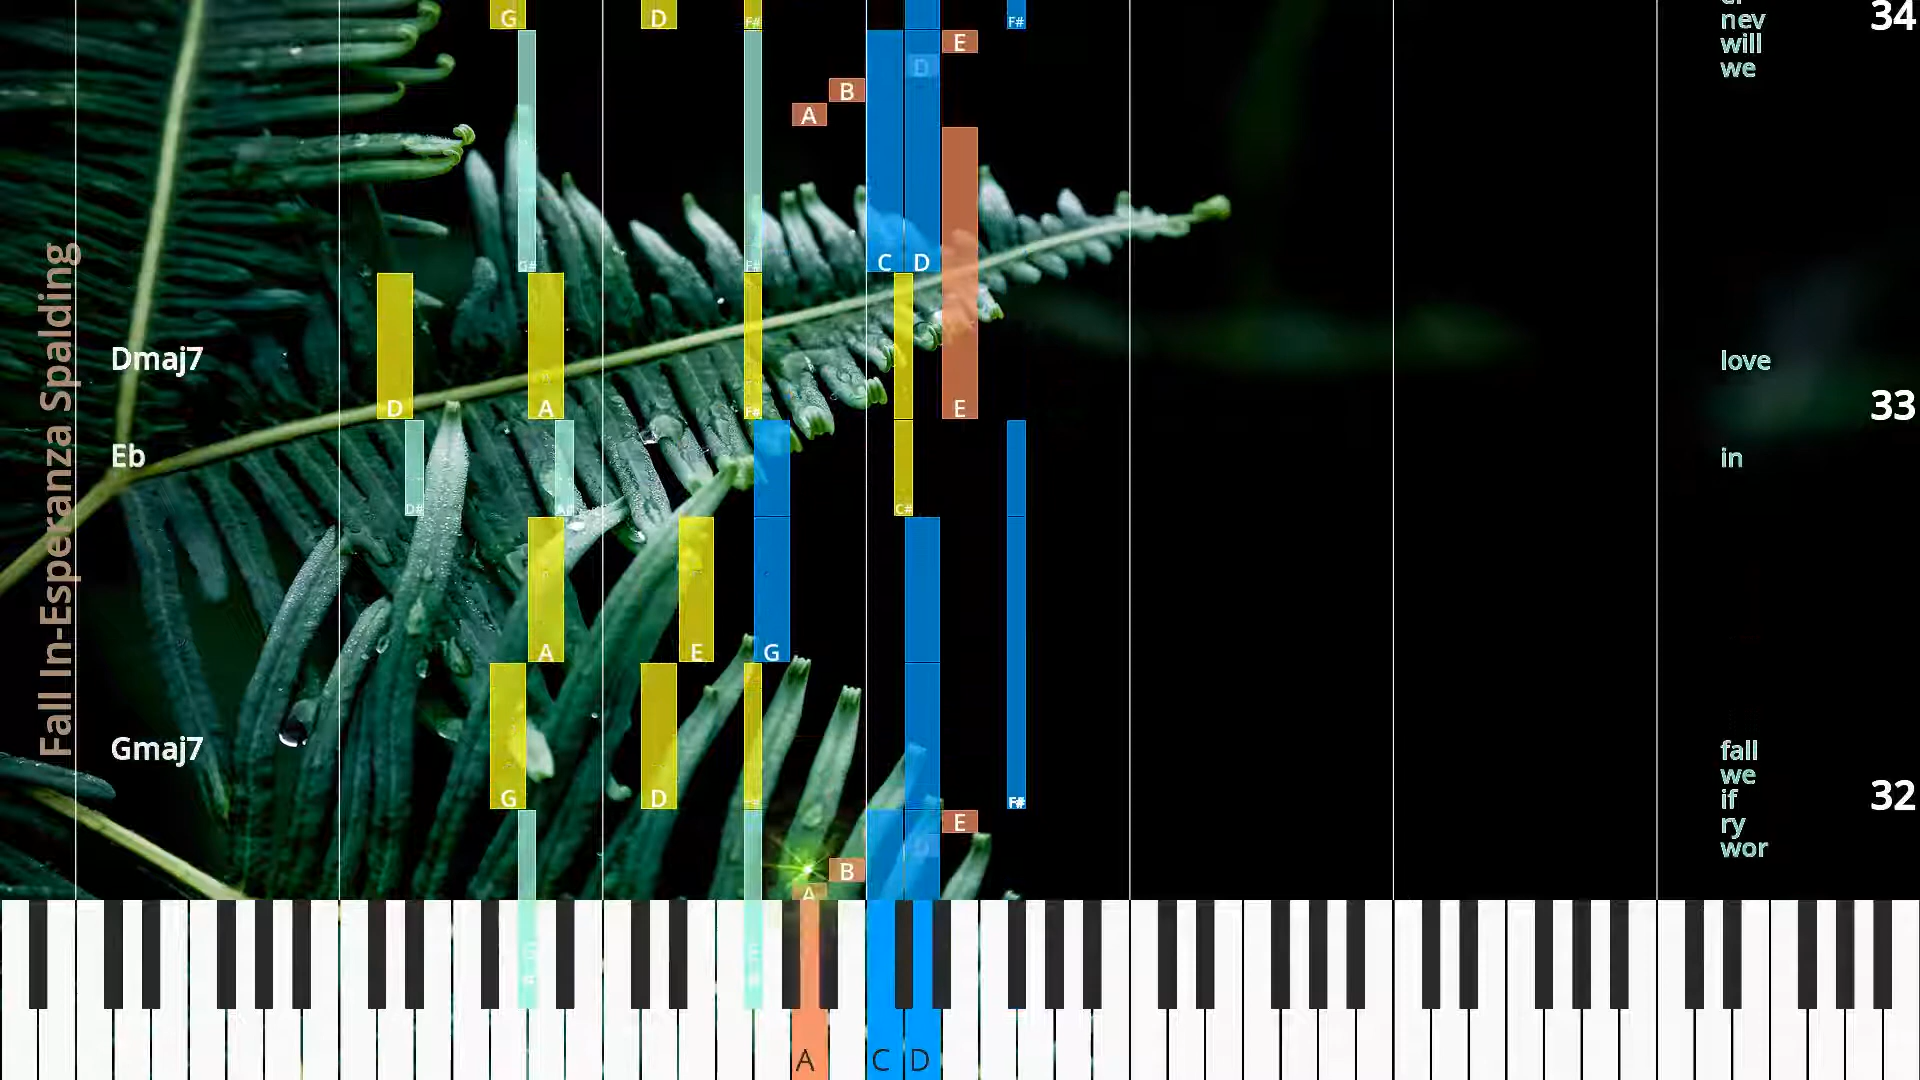 G D F# F#
er
nev
will
we
34
E
D
B
A
G# F# C D
Fall In-Esperanza Spalding
Dmaj7
love
D A F# E
33
Eb
in
D# A# C#
A E G
Gmaj7
fall
we
if
ry
wor
32
G D F# F#
E
D
B
A
G# F#
A C D